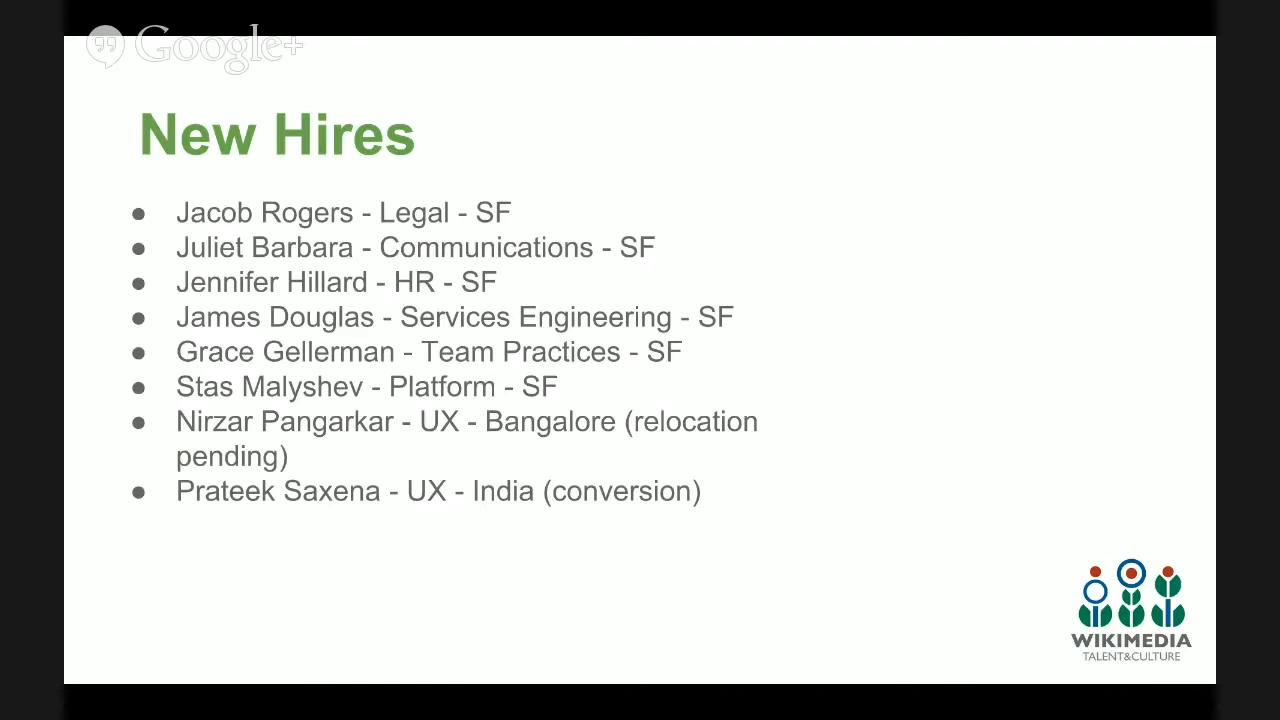 Google+
New Hires
● Jacob Rogers - Legal - SF
● Juliet Barbara - Communications - SF
● Jennifer Hillard - HR - SF
● James Douglas - Services Engineering - SF
● Grace Gellerman - Team Practices - SF
● Stas Malyshev - Platform - SF
● Nirzar Pangarkar - UX - Bangalore (relocation
pending)
● Prateek Saxena - UX - India (conversion)
WIKIMEDIA
TALENT&CULTURE